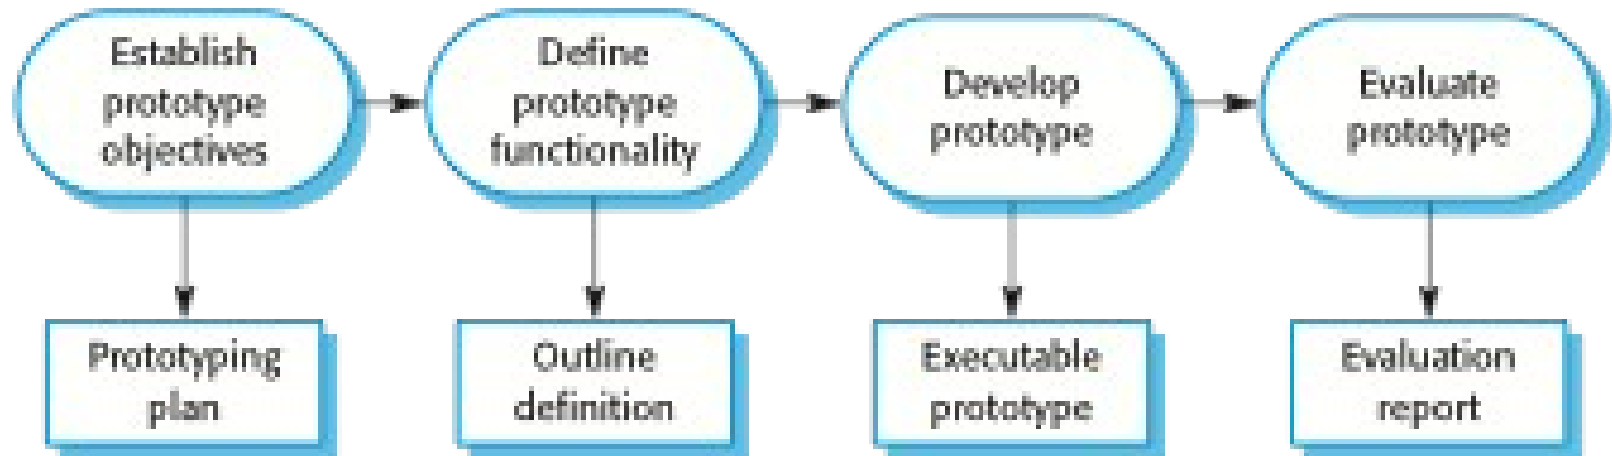 Establish
prototype
objectives
Define
prototype
functionality
Develop
prototype
Evaluate
prototype
Prototyping
plan
Outline
definition
Executable
prototype
Evaluation
report